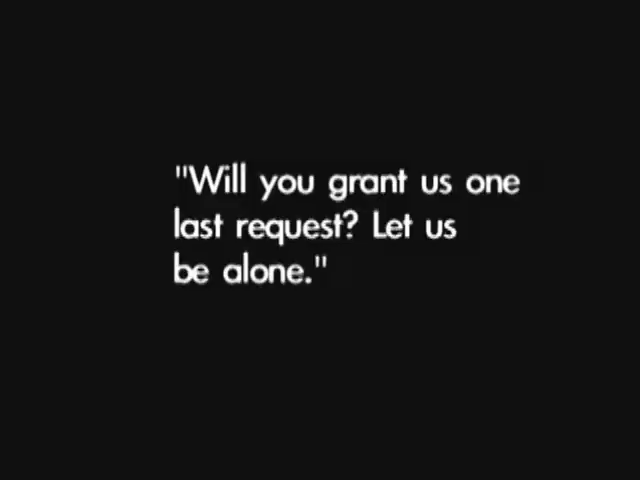 "Will you grant us one
last request? Let us
be alone."